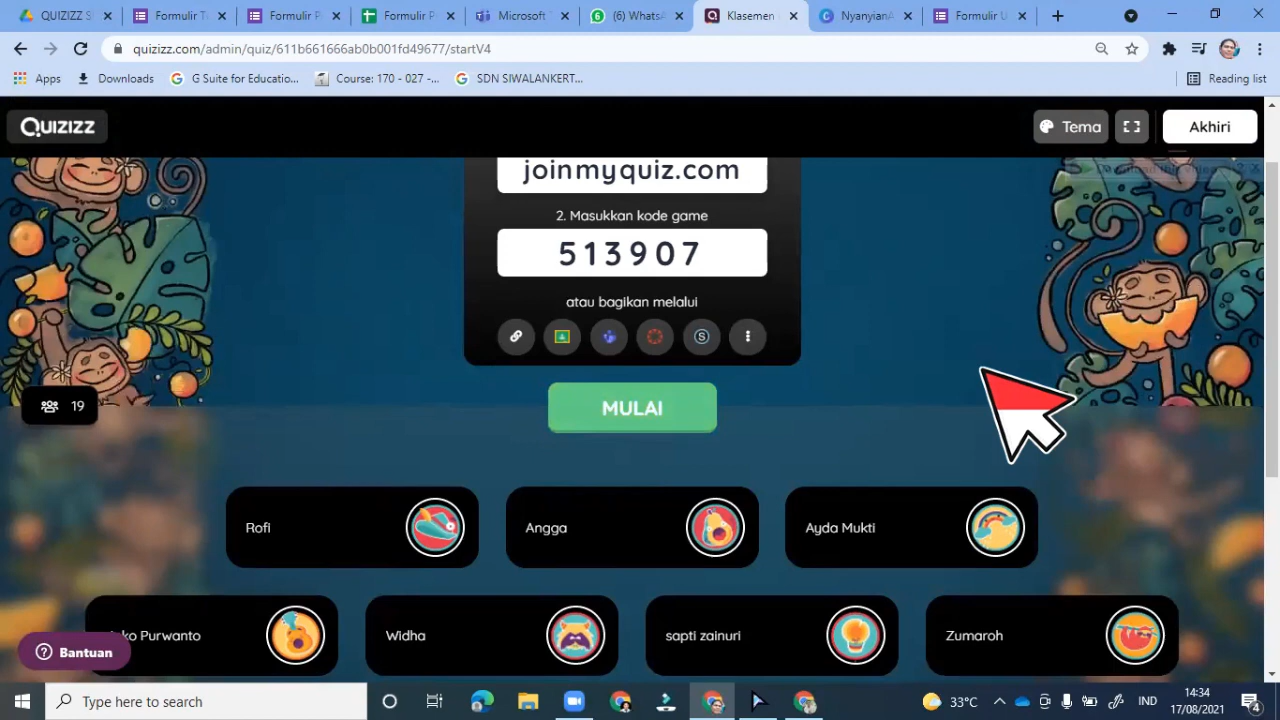 QUIZIZZ S
Formulir T
Formulir P
Formulir P
Microsoft
(6) WhatsA
Klasemen
NyanyianA
Formulir U
quizizz.com/admin/quiz/611b661666ab0b001fd49677/startV4
Apps
Downloads
G Suite for Educatio...
Course: 170 - 027 -...
SDN SIWALANKERT...
Reading list
QUIZIZZ
Tema
Akhiri
joinmyquiz.com
2. Masukkan kode game
513907
atau bagikan melalui
19
MULAI
Rofi
Angga
Ayda Mukti
ko Purwanto
Widha
sapti zainuri
Zumaroh
Bantuan
Type here to search
33°C
IND
14:34
17/08/2021
4